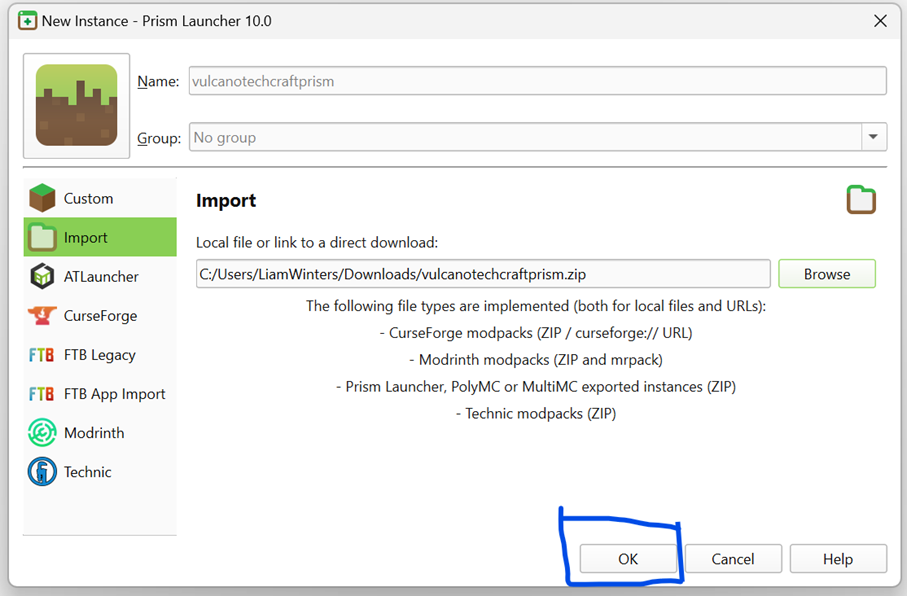 New Instance - Prism Launcher 10.0
Name: vulcanotechcraftprism
Group: No group
Custom
Import
ATLauncher
CurseForge
FTB FTB Legacy
FTB FTB App Import
Modrinth
Technic
Import
Local file or link to a direct download:
C:/Users/LiamWinters/Downloads/vulcanotechcraftprism.zip Browse
The following file types are implemented (both for local files and URLs):
- CurseForge modpacks (ZIP / curseforge:// URL)
- Modrinth modpacks (ZIP and mrpack)
- Prism Launcher, PolyMC or MultiMC exported instances (ZIP)
- Technic modpacks (ZIP)
OK Cancel Help